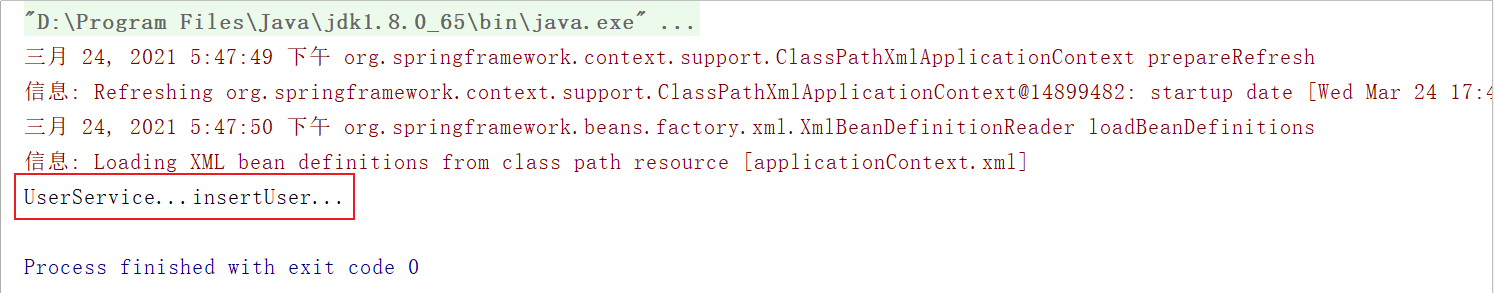 "D:\Program Files\Java\jdk1.8.0_65\bin\java.exe" ...
三月 24, 2021 5:47:49 下午 org.springframework.context.support.ClassPathXmlApplicationContext prepareRefresh
信息: Refreshing org.springframework.context.support.ClassPathXmlApplicationContext@14899482: startup date [Wed Mar 24 17:4
三月 24, 2021 5:47:50 下午 org.springframework.beans.factory.xml.XmlBeanDefinitionReader loadBeanDefinitions
信息: Loading XML bean definitions from class path resource [applicationContext.xml]
UserService...insertUser...
Process finished with exit code 0